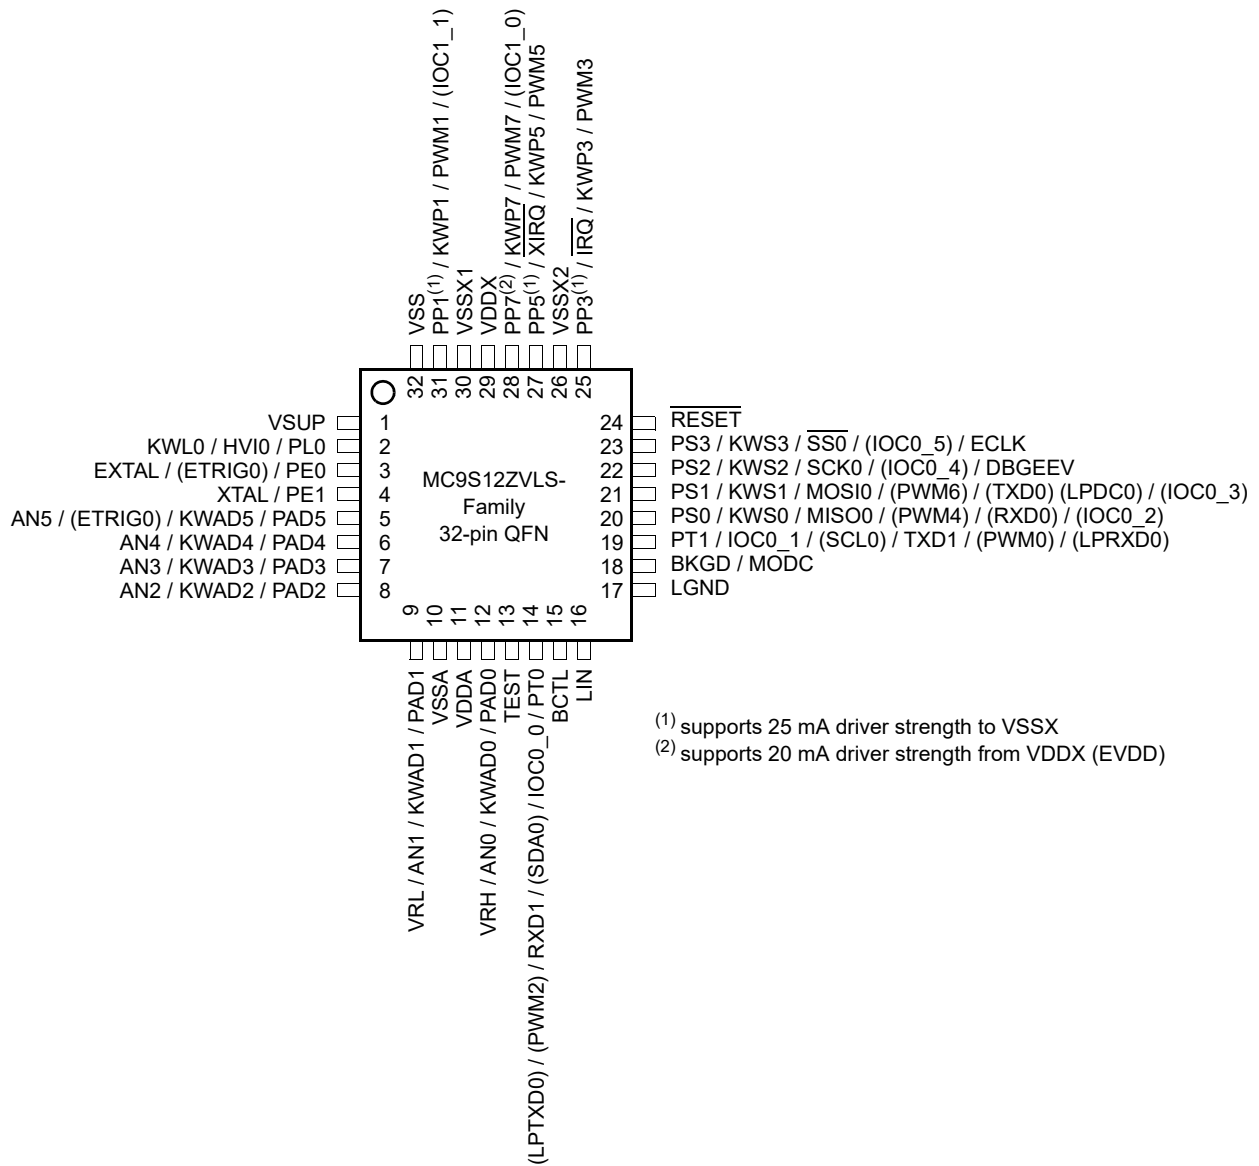 VSS
PP1(1) / KWP1 / PWM1 / (IOC1_1)
VSSX1
VDDX
PP7(2) / KWP7 / PWM7 / (IOC1_0)
PP5(1) / XIRQ / KWP5 / PWM5
VSSX2
PP3(1) / IRQ / KWP3 / PWM3
32
31
30
29
28
27
26
25
VSUP
1
KWL0 / HVI0 / PL0
2
EXTAL / (ETRIG0) / PE0
3
XTAL / PE1
4
AN5 / (ETRIG0) / KWAD5 / PAD5
5
AN4 / KWAD4 / PAD4
6
AN3 / KWAD3 / PAD3
7
AN2 / KWAD2 / PAD2
8
MC9S12ZVLS-
Family
32-pin QFN
24
RESET
23
PS3 / KWS3 / SS0 / (IOC0_5) / ECLK
22
PS2 / KWS2 / SCK0 / (IOC0_4) / DBGEEV
21
PS1 / KWS1 / MOSI0 / (PWM6) / (TXD0) (LPDC0) / (IOC0_3)
20
PS0 / KWS0 / MISO0 / (PWM4) / (RXD0) / (IOC0_2)
19
PT1 / IOC0_1 / (SCL0) / TXD1 / (PWM0) / (LPRXD0)
18
BKGD / MODC
17
LGND
9
10
11
12
13
14
15
16
VRL / AN1 / KWAD1 / PAD1
VSSA
VDDA
VRH / AN0 / KWAD0 / PAD0
TEST
(LPTXD0) / (PWM2) / RXD1 / (SDA0) / IOC0_0 / PT0
BCTL
LIN
(1) supports 25 mA driver strength to VSSX
(2) supports 20 mA driver strength from VDDX (EVDD)